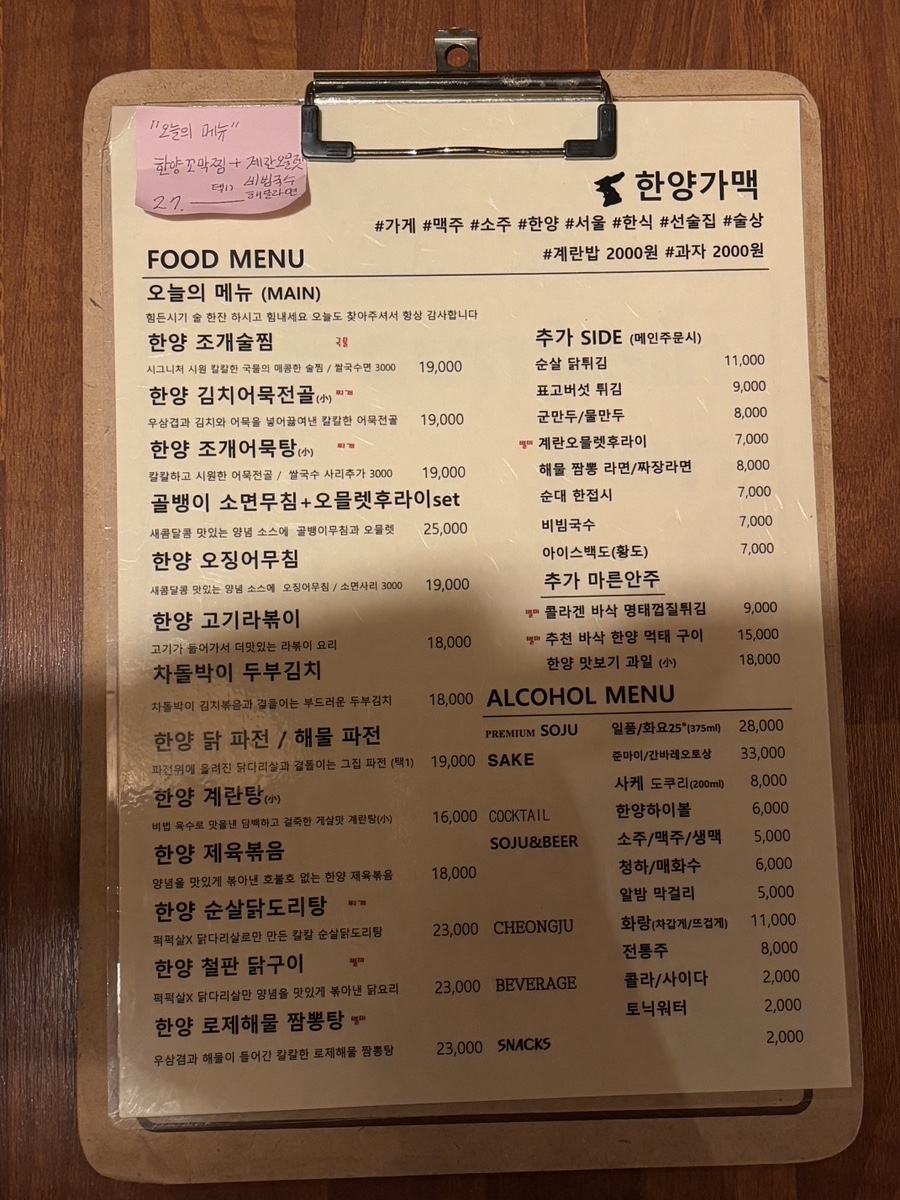 "오늘의 메뉴"
한양꼬막찜 + 계란오믈렛
비빔국수
택1) 해물라면
27.
한양가맥
#가게 #맥주 #소주 #한양 #서울 #한식 #선술집 #술상
#계란밥 2000원 #과자 2000원
FOOD MENU
오늘의 메뉴 (MAIN)
힘든시기 술 한잔 하시고 힘내세요 오늘도 찾아주셔서 항상 감사합니다
한양 조개술찜 국물
시그니처 시원 칼칼한 국물의 매콤한 술찜 / 쌀국수면 3000 19,000
한양 김치어묵전골(小) 찌개
우삼겹과 김치와 어묵을 넣어끓여낸 칼칼한 어묵전골 19,000
한양 조개어묵탕(小) 찌개
칼칼하고 시원한 어묵전골 / 쌀국수 사리추가 3000 19,000
골뱅이 소면무침+오믈렛후라이set
새콤달콤 맛있는 양념 소스에 골뱅이무침과 오믈렛 25,000
한양 오징어무침
새콤달콤 맛있는 양념 소스에 오징어무침 / 소면사리 3000 19,000
한양 고기라볶이
고기가 들어가서 더맛있는 라볶이 요리 18,000
차돌박이 두부김치
차돌박이 김치볶음과 곁들이는 부드러운 두부김치 18,000
한양 닭 파전 / 해물 파전
파전위에 올려진 닭다리살과 곁들이는 그집 파전 (택1) 19,000
한양 계란탕(小)
비법 육수로 맛을낸 담백하고 걸죽한 게살맛 계란탕(小) 16,000
한양 제육볶음
양념을 맛있게 볶아낸 호불호 없는 한양 제육볶음 18,000
한양 순살닭도리탕 찌개
퍽퍽살X 닭다리살로만 만든 칼칼 순살닭도리탕 23,000
한양 철판 닭구이 별미
퍽퍽살X 닭다리살만 양념을 맛있게 볶아낸 닭요리 23,000
한양 로제해물 짬뽕탕 별미
우삼겹과 해물이 들어간 칼칼한 로제해물 짬뽕탕 23,000
추가 SIDE (메인주문시)
순살 닭튀김 11,000
표고버섯 튀김 9,000
군만두/물만두 8,000
별미 계란오믈렛후라이 7,000
해물 짬뽕 라면/짜장라면 8,000
순대 한접시 7,000
비빔국수 7,000
아이스백도(황도) 7,000
추가 마른안주
별미 콜라겐 바삭 명태껍질튀김 9,000
별미 추천 바삭 한양 먹태 구이 15,000
한양 맛보기 과일 (小) 18,000
ALCOHOL MENU
PREMIUM SOJU 일품/화요25°(375ml) 28,000
SAKE 준마이/간바레오토상 33,000
사케 도쿠리(200ml) 8,000
COCKTAIL 한양하이볼 6,000
SOJU&BEER 소주/맥주/생맥 5,000
청하/매화수 6,000
알밤 막걸리 5,000
CHEONGJU 화랑(차갑게/뜨겁게) 11,000
전통주 8,000
BEVERAGE 콜라/사이다 2,000
토닉워터 2,000
SNACKS 2,000